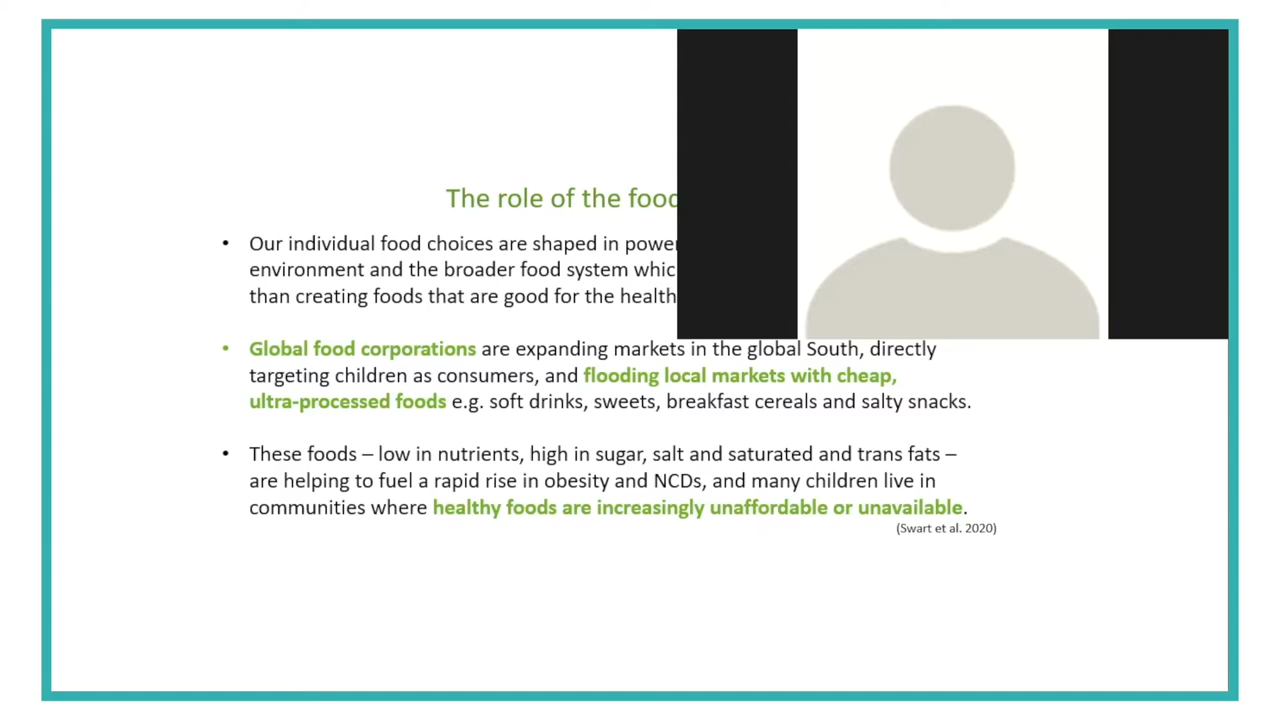 The role of the food
• Our individual food choices are shaped in
environment and the broader food system
than creating foods that are good for the health
• Global food corporations are expanding markets in the global South, directly
targeting children as consumers, and flooding local markets with cheap,
ultra-processed foods e.g. soft drinks, sweets, breakfast cereals and salty snacks.
• These foods – low in nutrients, high in sugar, salt and saturated and trans fats –
are helping to fuel a rapid rise in obesity and NCDs, and many children live in
communities where healthy foods are increasingly unaffordable or unavailable.
(Swart et al. 2020)